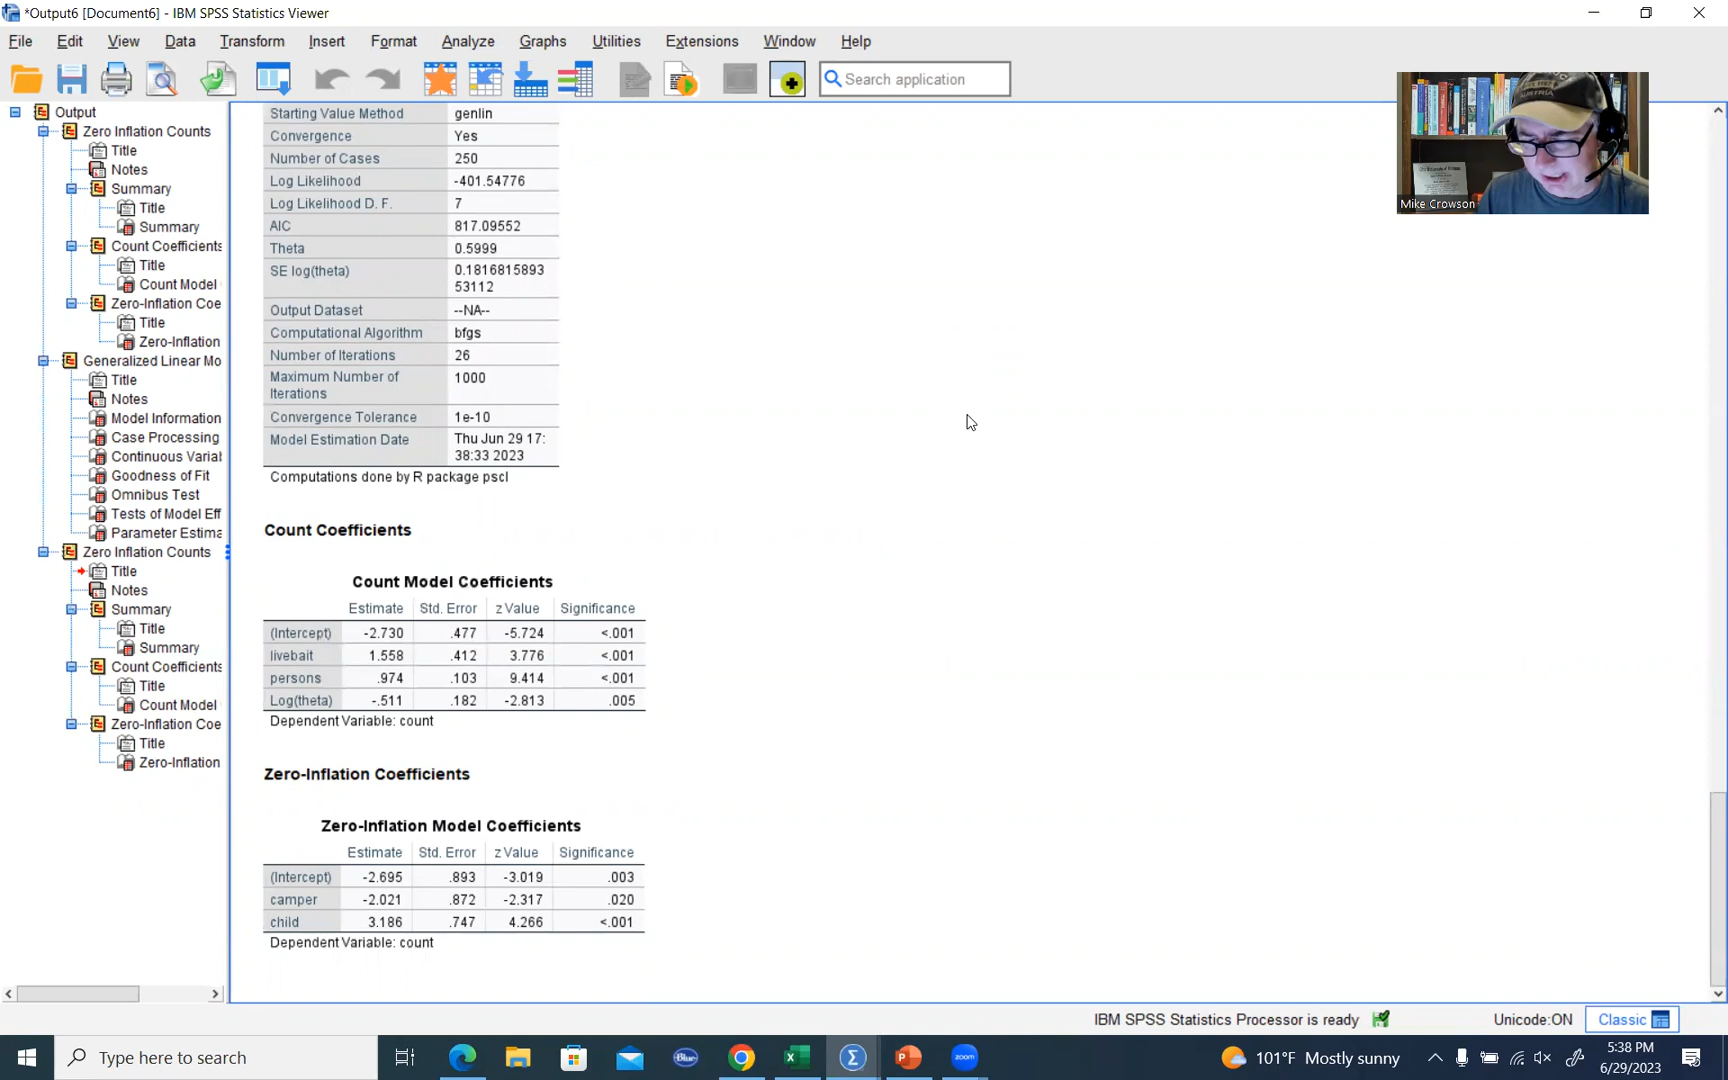 *Output6 [Document6] - IBM SPSS Statistics Viewer
File Edit View Data Transform Insert Format Analyze Graphs Utilities Extensions Window Help
Search application
Output
Zero Inflation Counts
Title
Notes
Summary
Title
Summary
Count Coefficients
Title
Count Model
Zero-Inflation Coe
Title
Zero-Inflation
Generalized Linear Mo
Title
Notes
Model Information
Case Processing
Continuous Varial
Goodness of Fit
Omnibus Test
Tests of Model Eff
Parameter Estima
Zero Inflation Counts
Title
Notes
Summary
Title
Summary
Count Coefficients
Title
Count Model
Zero-Inflation Coe
Title
Zero-Inflation
Starting Value Method genlin
Convergence Yes
Number of Cases 250
Log Likelihood -401.54776
Log Likelihood D. F. 7
AIC 817.09552
Theta 0.5999
SE log(theta) 0.1816815893
53112
Output Dataset --NA--
Computational Algorithm bfgs
Number of Iterations 26
Maximum Number of 1000
Iterations
Convergence Tolerance 1e-10
Model Estimation Date Thu Jun 29 17:
38:33 2023
Computations done by R package pscl
Count Coefficients
Count Model Coefficients
Estimate Std. Error z Value Significance
(Intercept) -2.730 .477 -5.724 <.001
livebait 1.558 .412 3.776 <.001
persons .974 .103 9.414 <.001
Log(theta) -.511 .182 -2.813 .005
Dependent Variable: count
Zero-Inflation Coefficients
Zero-Inflation Model Coefficients
Estimate Std. Error z Value Significance
(Intercept) -2.695 .893 -3.019 .003
camper -2.021 .872 -2.317 .020
child 3.186 .747 4.266 <.001
Dependent Variable: count
Mike Crowson
IBM SPSS Statistics Processor is ready Unicode:ON Classic
Type here to search
Blue
zoom
101°F Mostly sunny
5:38 PM
6/29/2023